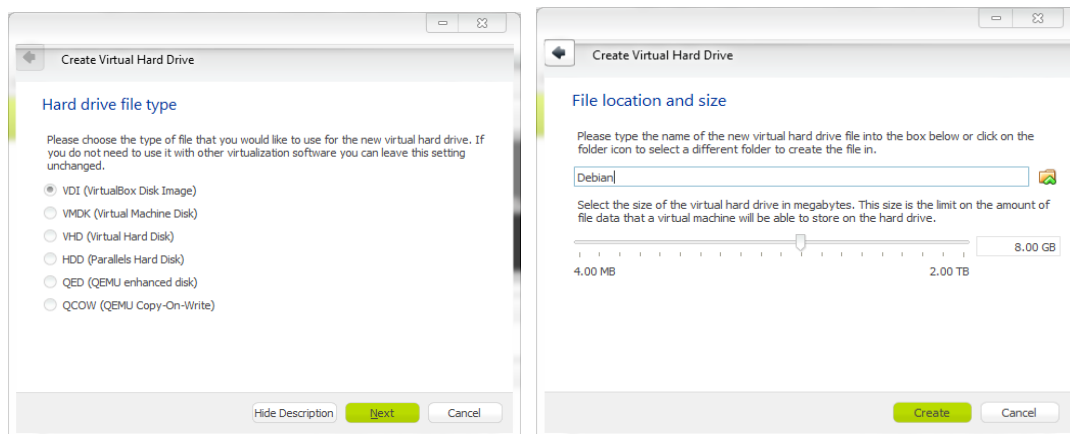 Create Virtual Hard Drive
Hard drive file type
Please choose the type of file that you would like to use for the new virtual hard drive. If
you do not need to use it with other virtualization software you can leave this setting
unchanged.
VDI (VirtualBox Disk Image)
VMDK (Virtual Machine Disk)
VHD (Virtual Hard Disk)
HDD (Parallels Hard Disk)
QED (QEMU enhanced disk)
QCOW (QEMU Copy-On-Write)
Hide Description
Next
Cancel
Create Virtual Hard Drive
File location and size
Please type the name of the new virtual hard drive file into the box below or click on the
folder icon to select a different folder to create the file in.
Debian
Select the size of the virtual hard drive in megabytes. This size is the limit on the amount of
file data that a virtual machine will be able to store on the hard drive.
8.00 GB
4.00 MB
2.00 TB
Create
Cancel